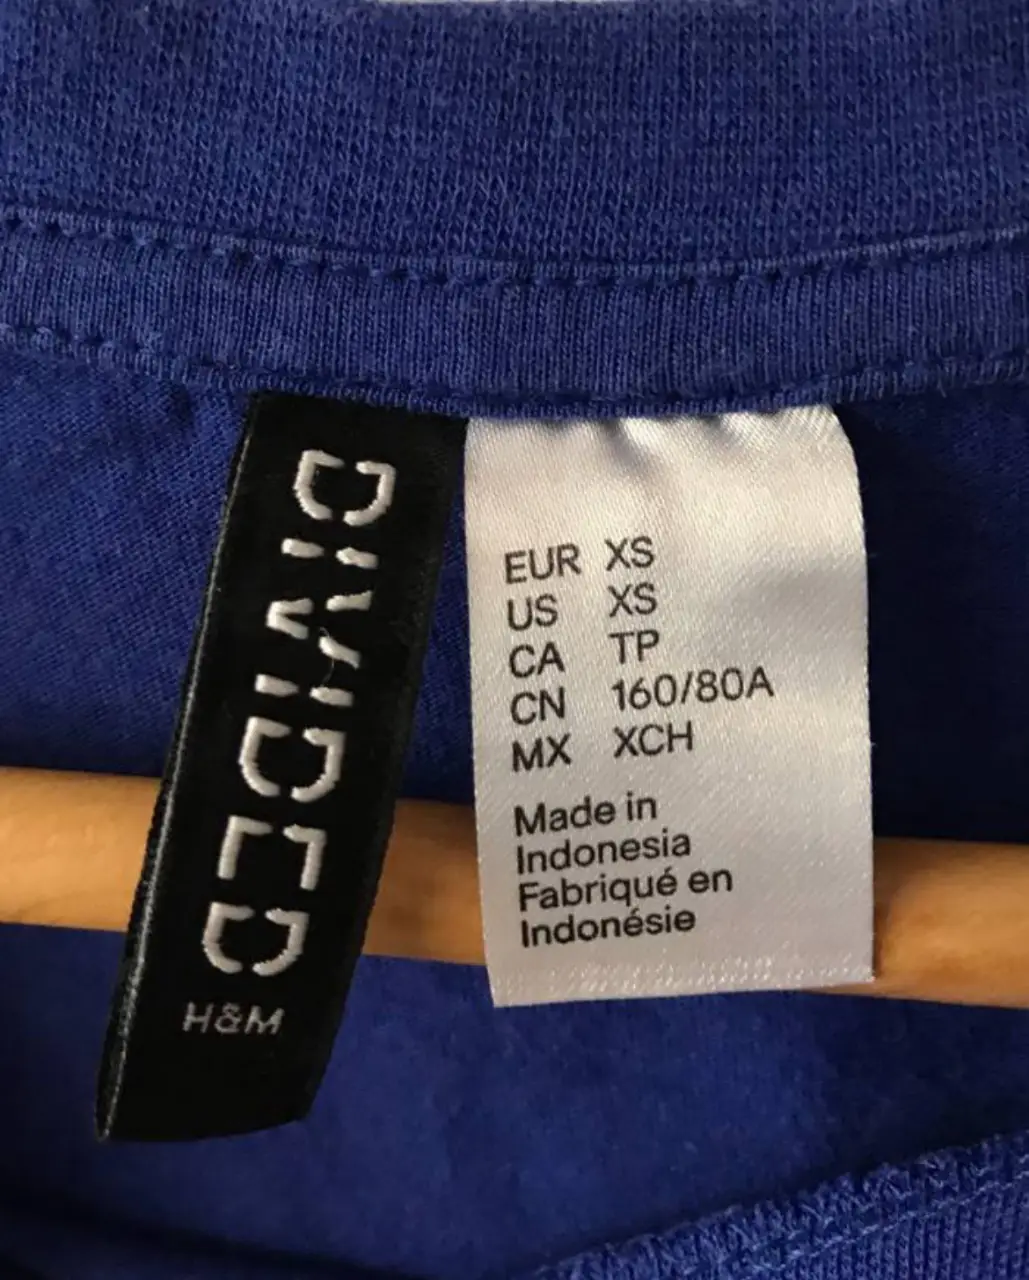 DIVIDED
H&M
EUR XS
US XS
CA TP
CN 160/80A
MX XCH
Made in
Indonesia
Fabriqué en
Indonésie